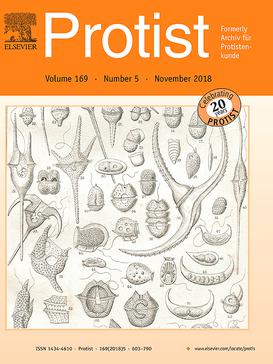 ELSEVIER
Protist
Formerly
Archiv für
Protisten-
kunde
Volume 169 · Number 5 · November 2018
Celebrating
20
YEARS
PROTIST
ISSN 1434-4610 · Protist · 169(2018)5 · 603–790
www.elsevier.com/locate/protis